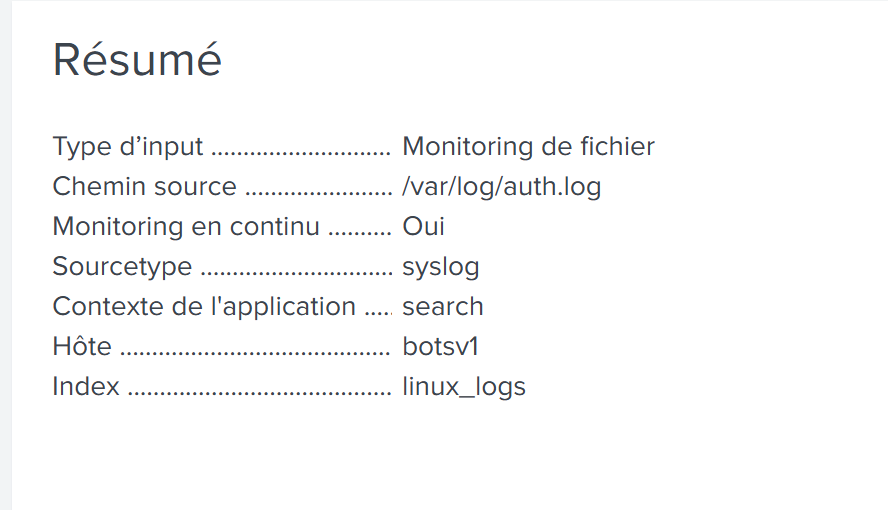 Résumé
Type d’input ............................ Monitoring de fichier
Chemin source ....................... /var/log/auth.log
Monitoring en continu .......... Oui
Sourcetype .............................. syslog
Contexte de l'application ..... search
Hôte .......................................... botsv1
Index ......................................... linux_logs